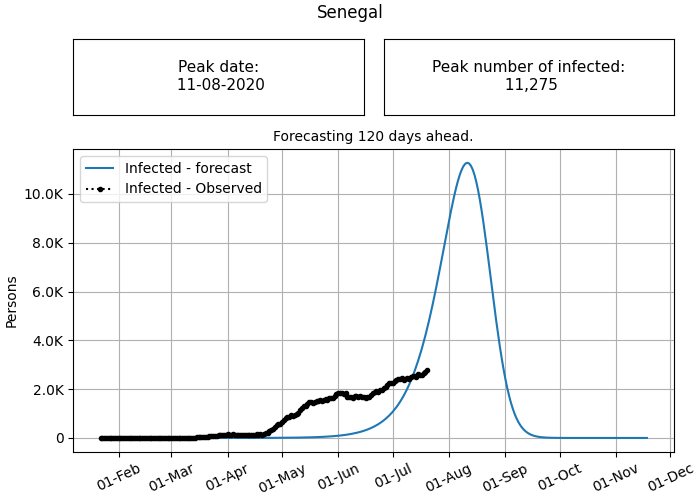 Senegal
Peak date:
11-08-2020
Peak number of infected:
11,275
Forecasting 120 days ahead.
Infected - forecast
Infected - Observed
10.0K
8.0K
6.0K
4.0K
2.0K
0
Persons
01-Feb
01-Mar
01-Apr
01-May
01-Jun
01-Jul
01-Aug
01-Sep
01-Oct
01-Nov
01-Dec